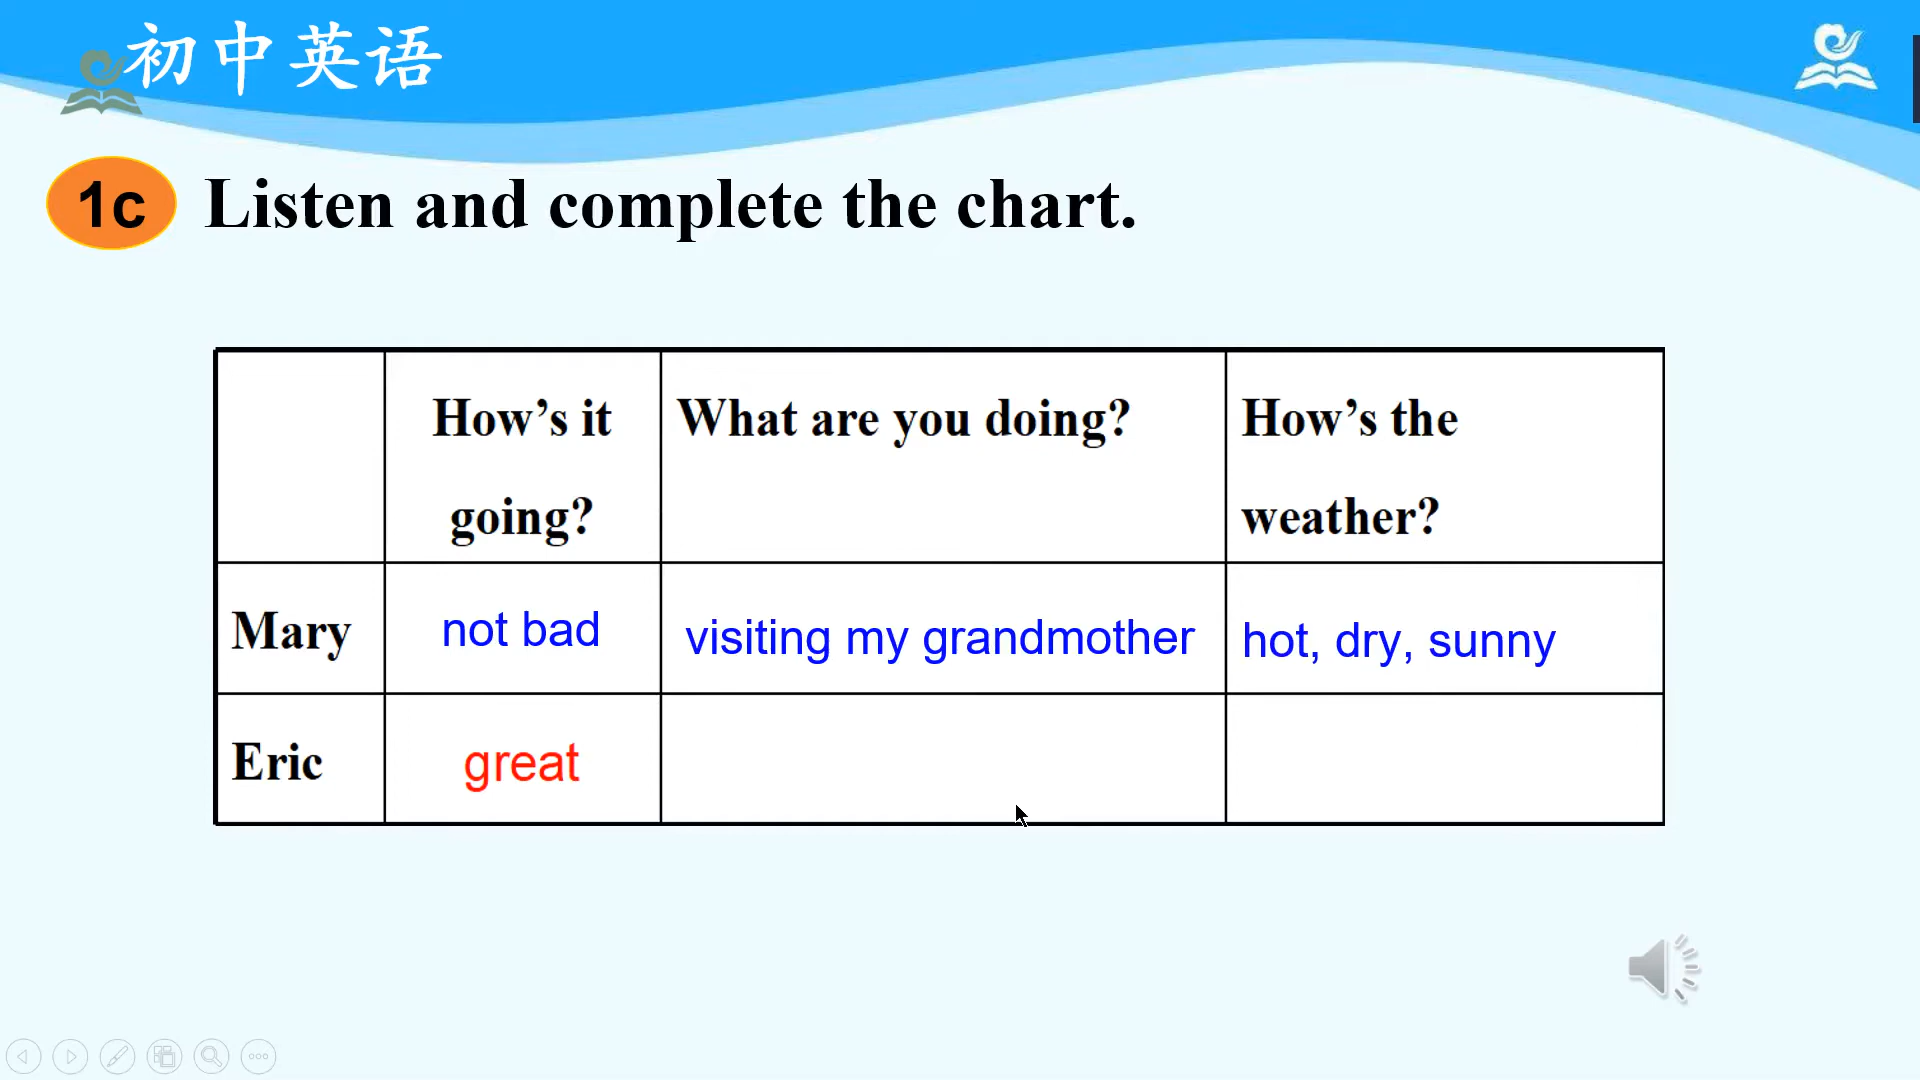 初中英语
1c Listen and complete the chart.
How's it going?
What are you doing?
How's the weather?
Mary
not bad
visiting my grandmother
hot, dry, sunny
Eric
great